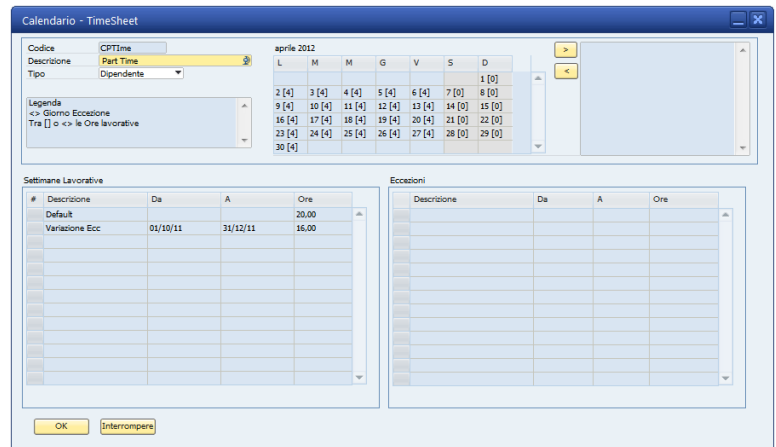 Calendario - TimeSheet
Codice CPTIme
Descrizione Part Time
Tipo Dipendente
Legenda
<> Giorno Eccezione
Tra [] o <> le Ore lavorative
aprile 2012
L M M G V S D
1 [0]
2 [4] 3 [4] 4 [4] 5 [4] 6 [4] 7 [0] 8 [0]
9 [4] 10 [4] 11 [4] 12 [4] 13 [4] 14 [0] 15 [0]
16 [4] 17 [4] 18 [4] 19 [4] 20 [4] 21 [0] 22 [0]
23 [4] 24 [4] 25 [4] 26 [4] 27 [4] 28 [0] 29 [0]
30 [4]
>
<
Settimane Lavorative
# Descrizione Da A Ore
Default 20,00
Variazione Ecc 01/10/11 31/12/11 16,00
Eccezioni
Descrizione Da A Ore
OK Interrompere